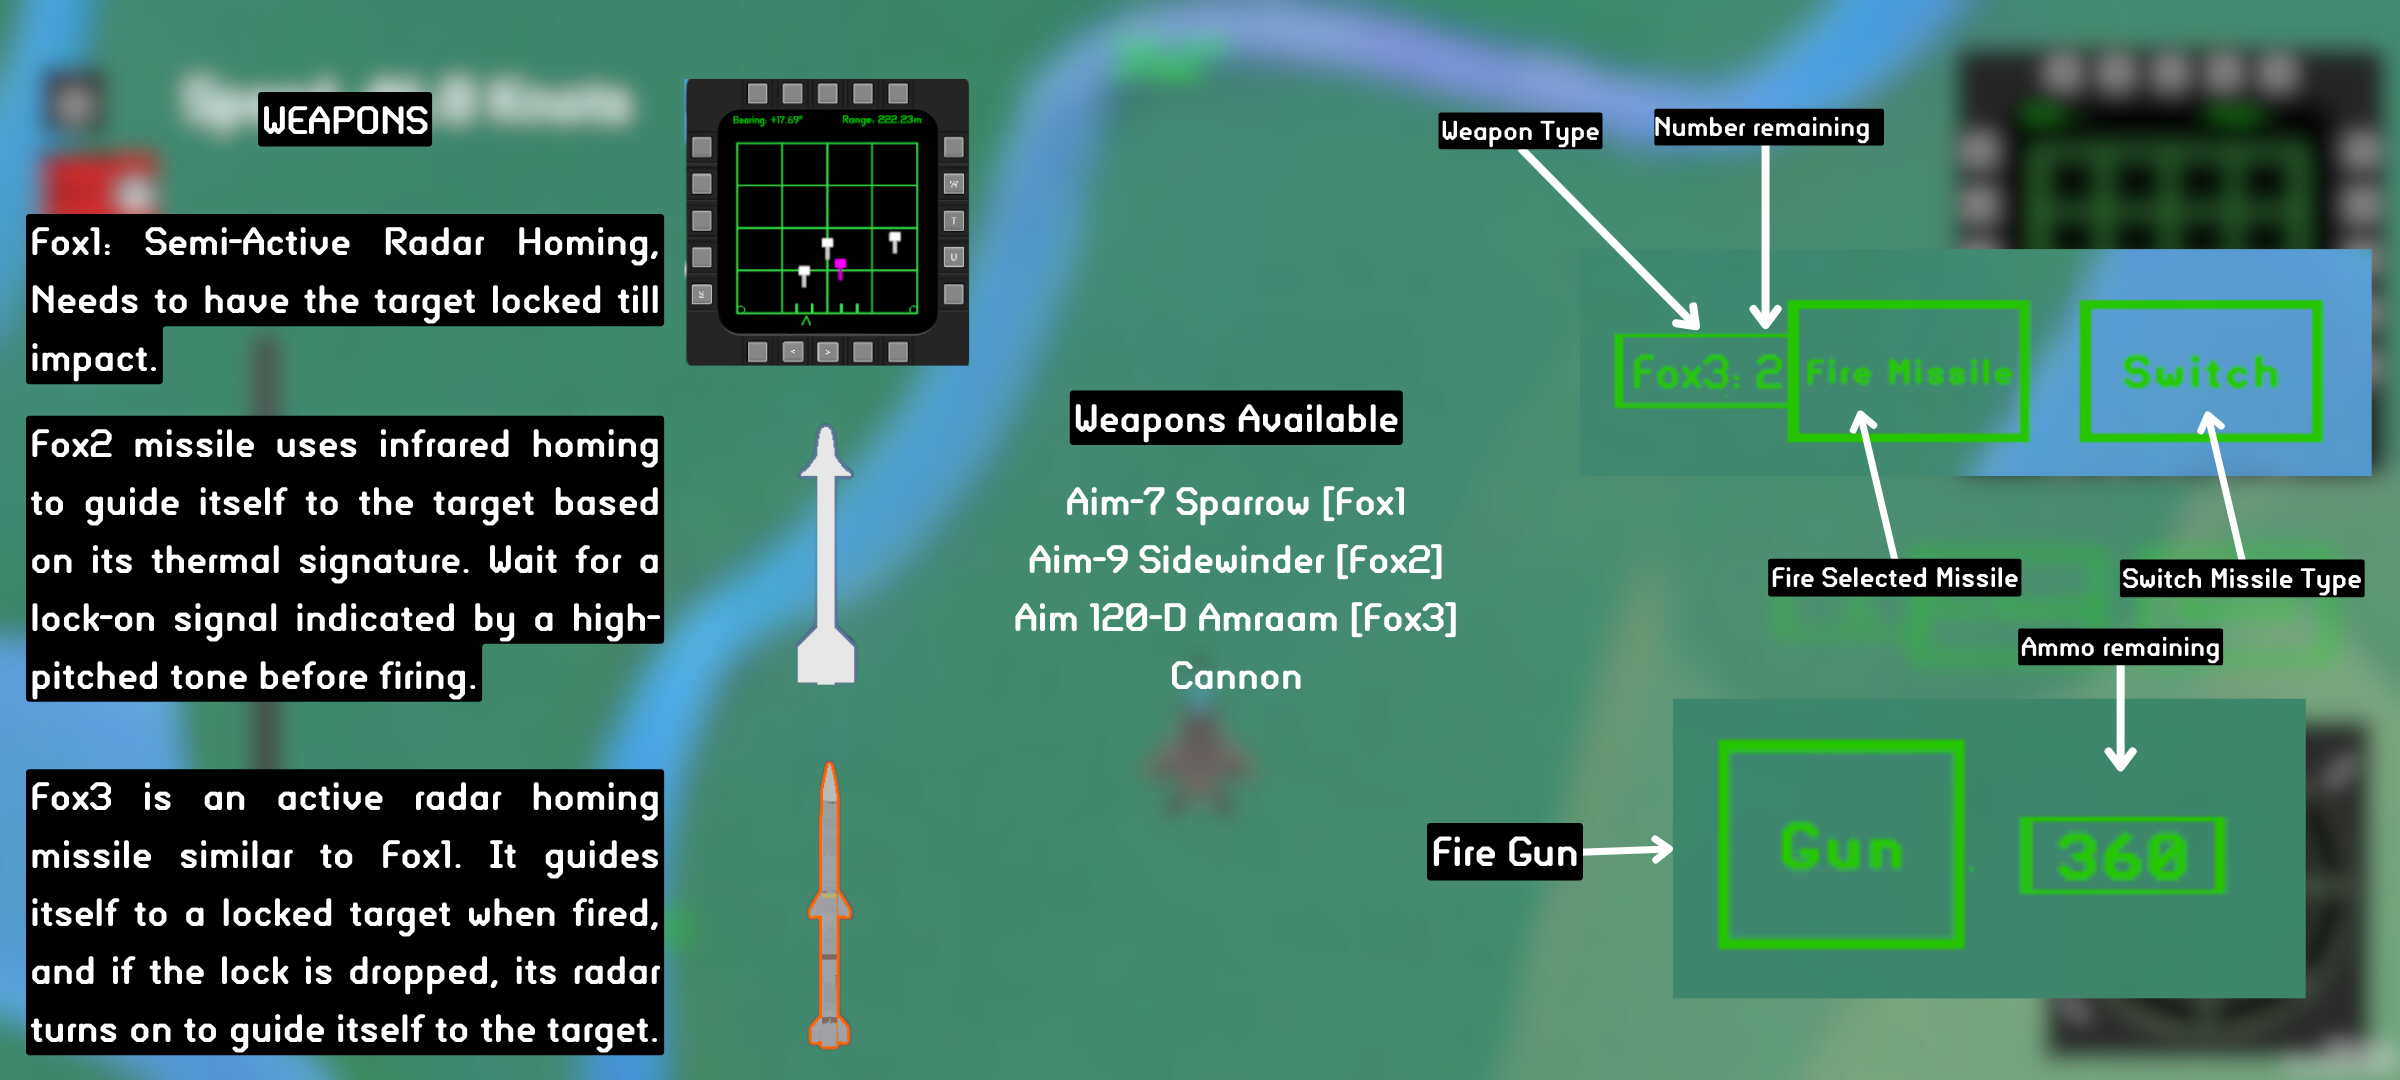 WEAPONS
Fox1: Semi-Active Radar Homing,
Needs to have the target locked till
impact.
Fox2 missile uses infrared homing
to guide itself to the target based
on its thermal signature. Wait for a
lock-on signal indicated by a high-
pitched tone before firing.
Fox3 is an active radar homing
missile similar to Fox1. It guides
itself to a locked target when fired,
and if the lock is dropped, its radar
turns on to guide itself to the target.
Bearing: +17.69° Range: 222.23m
T
U
<
>
^
Weapons Available
Aim-7 Sparrow [Fox1
Aim-9 Sidewinder [Fox2]
Aim 120-D Amraam [Fox3]
Cannon
Weapon Type
Number remaining
Fox3: 2
Fire Missile
Switch
Fire Selected Missile
Switch Missile Type
Ammo remaining
Fire Gun
Gun
360